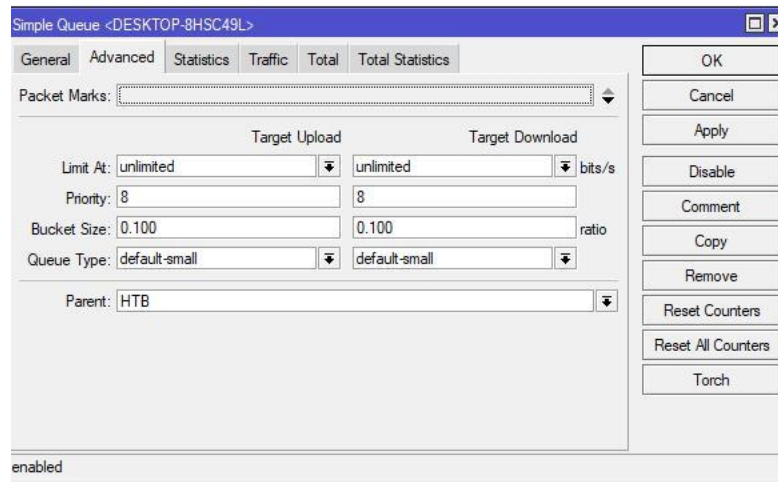 Simple Queue <DESKTOP-8HSC49L>
General Advanced Statistics Traffic Total Total Statistics
OK
Packet Marks:
Cancel
Target Upload Target Download
Apply
Limit At: unlimited unlimited bits/s
Disable
Priority: 8 8
Comment
Bucket Size: 0.100 0.100 ratio
Copy
Queue Type: default-small default-small
Remove
Parent: HTB
Reset Counters
Reset All Counters
Torch
enabled